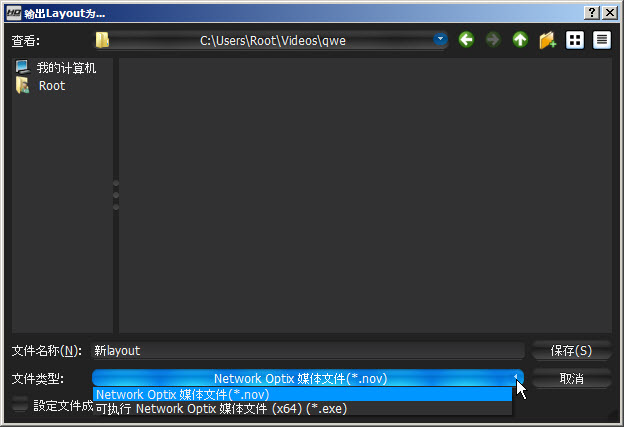 输出Layout为...
查看:
C:\Users\Root\Videos\qwe
我的计算机
Root
文件名称(N):
新layout
保存(S)
文件类型:
Network Optix 媒体文件(*.nov)
取消
Network Optix 媒体文件(*.nov)
可执行 Network Optix 媒体文件 (x64) (*.exe)
設定文件成